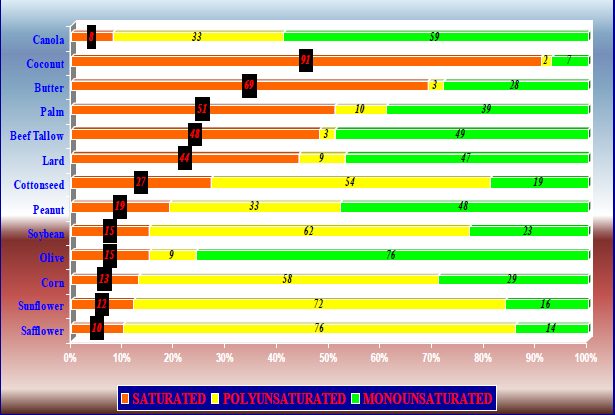 Canola 8 33 59
Coconut 91 2 7
Butter 69 3 28
Palm 51 10 39
Beef Tallow 48 3 49
Lard 44 9 47
Cottonseed 27 54 19
Peanut 19 33 48
Soybean 15 62 23
Olive 15 9 76
Corn 13 58 29
Sunflower 12 72 16
Safflower 10 76 14
0% 10% 20% 30% 40% 50% 60% 70% 80% 90% 100%
SATURATED POLYUNSATURATED MONOUNSATURATED